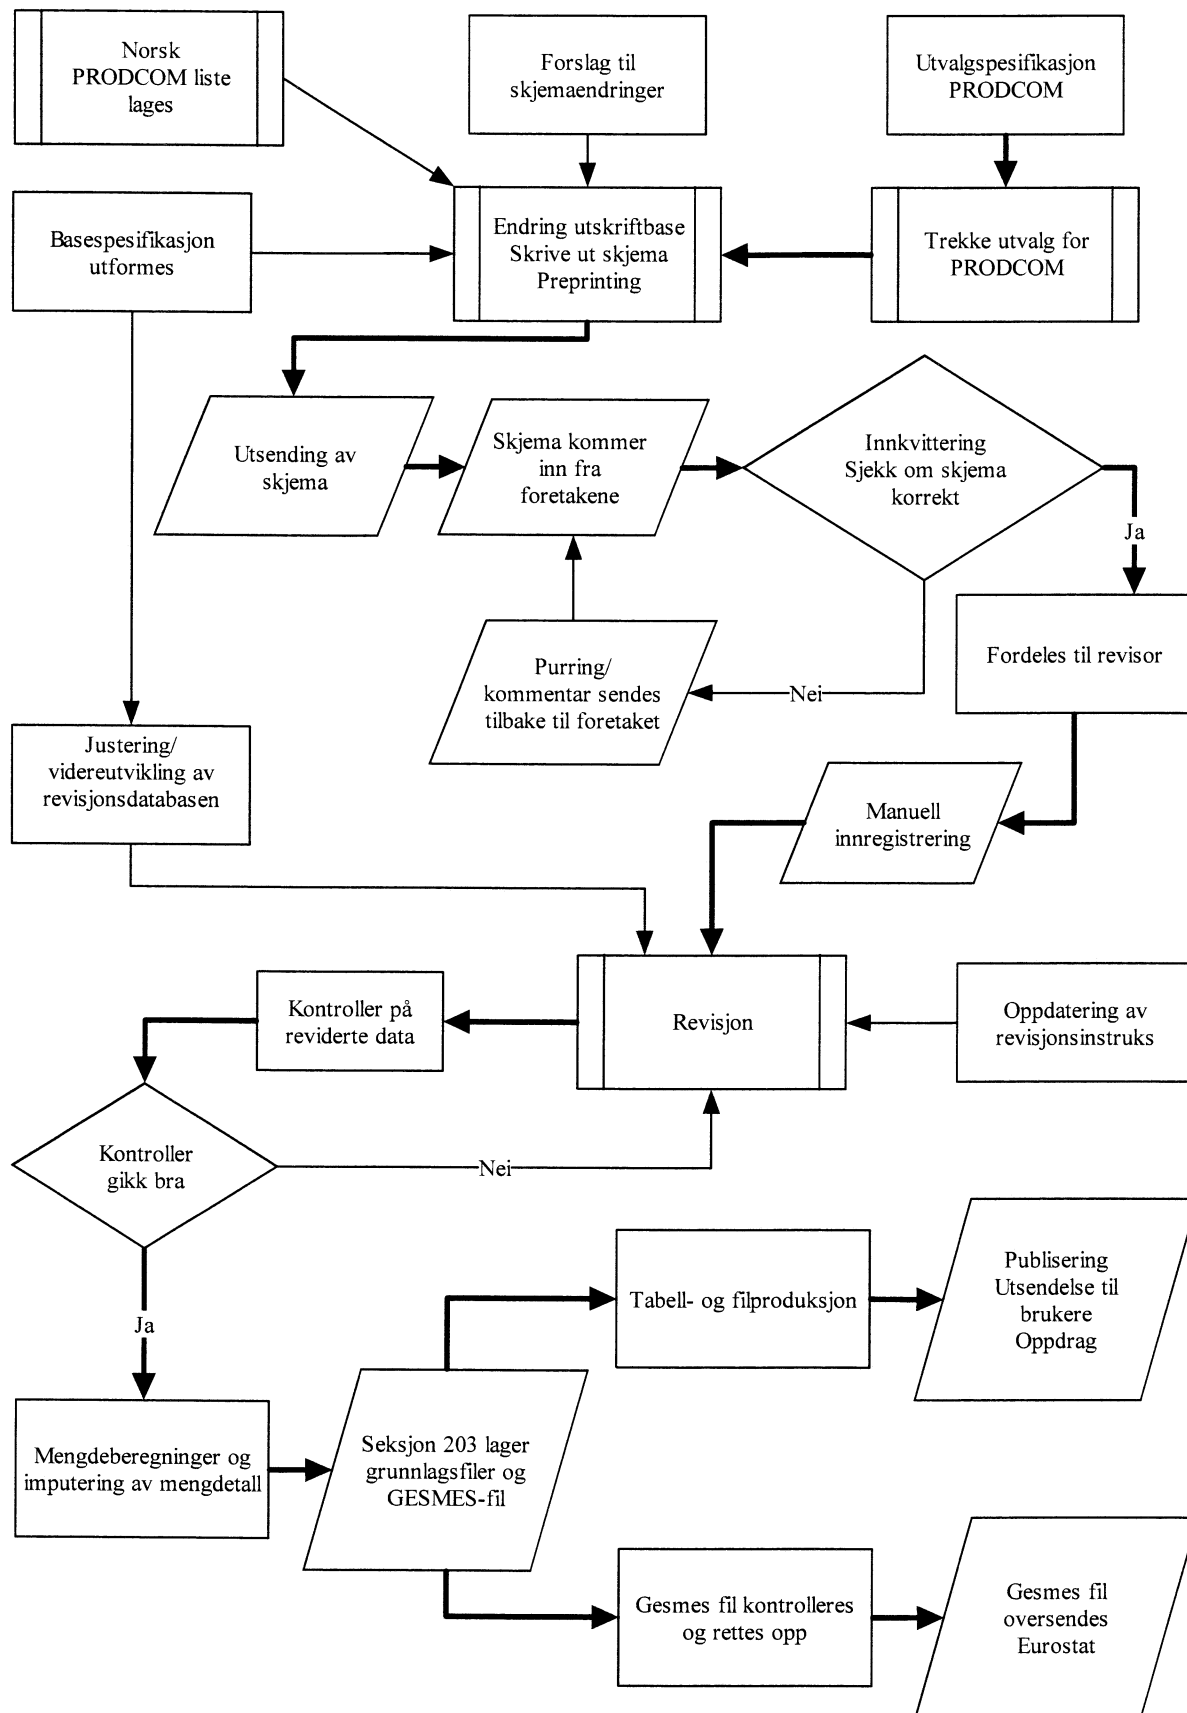 Norsk
PRODCOM liste
lages
Forslag til
skjemaendringer
Utvalgspesifikasjon
PRODCOM
Basespesifikasjon
utformes
Endring utskriftbase
Skrive ut skjema
Preprinting
Trekke utvalg for
PRODCOM
Utsending av
skjema
Skjema kommer
inn fra
foretakene
Innkvittering
Sjekk om skjema
korrekt
Ja
Purring/
kommentar sendes
tilbake til foretaket
Nei
Fordeles til revisor
Justering/
videreutvikling av
revisjonsdatabasen
Manuell
innregistrering
Kontroller på
reviderte data
Revisjon
Oppdatering av
revisjonsinstruks
Kontroller
gikk bra
Nei
Ja
Tabell- og filproduksjon
Publisering
Utsendelse til
brukere
Oppdrag
Mengdeberegninger og
imputering av mengdetall
Seksjon 203 lager
grunnlagsfiler og
GESMES-fil
Gesmes fil kontrolleres
og rettes opp
Gesmes fil
oversendes
Eurostat